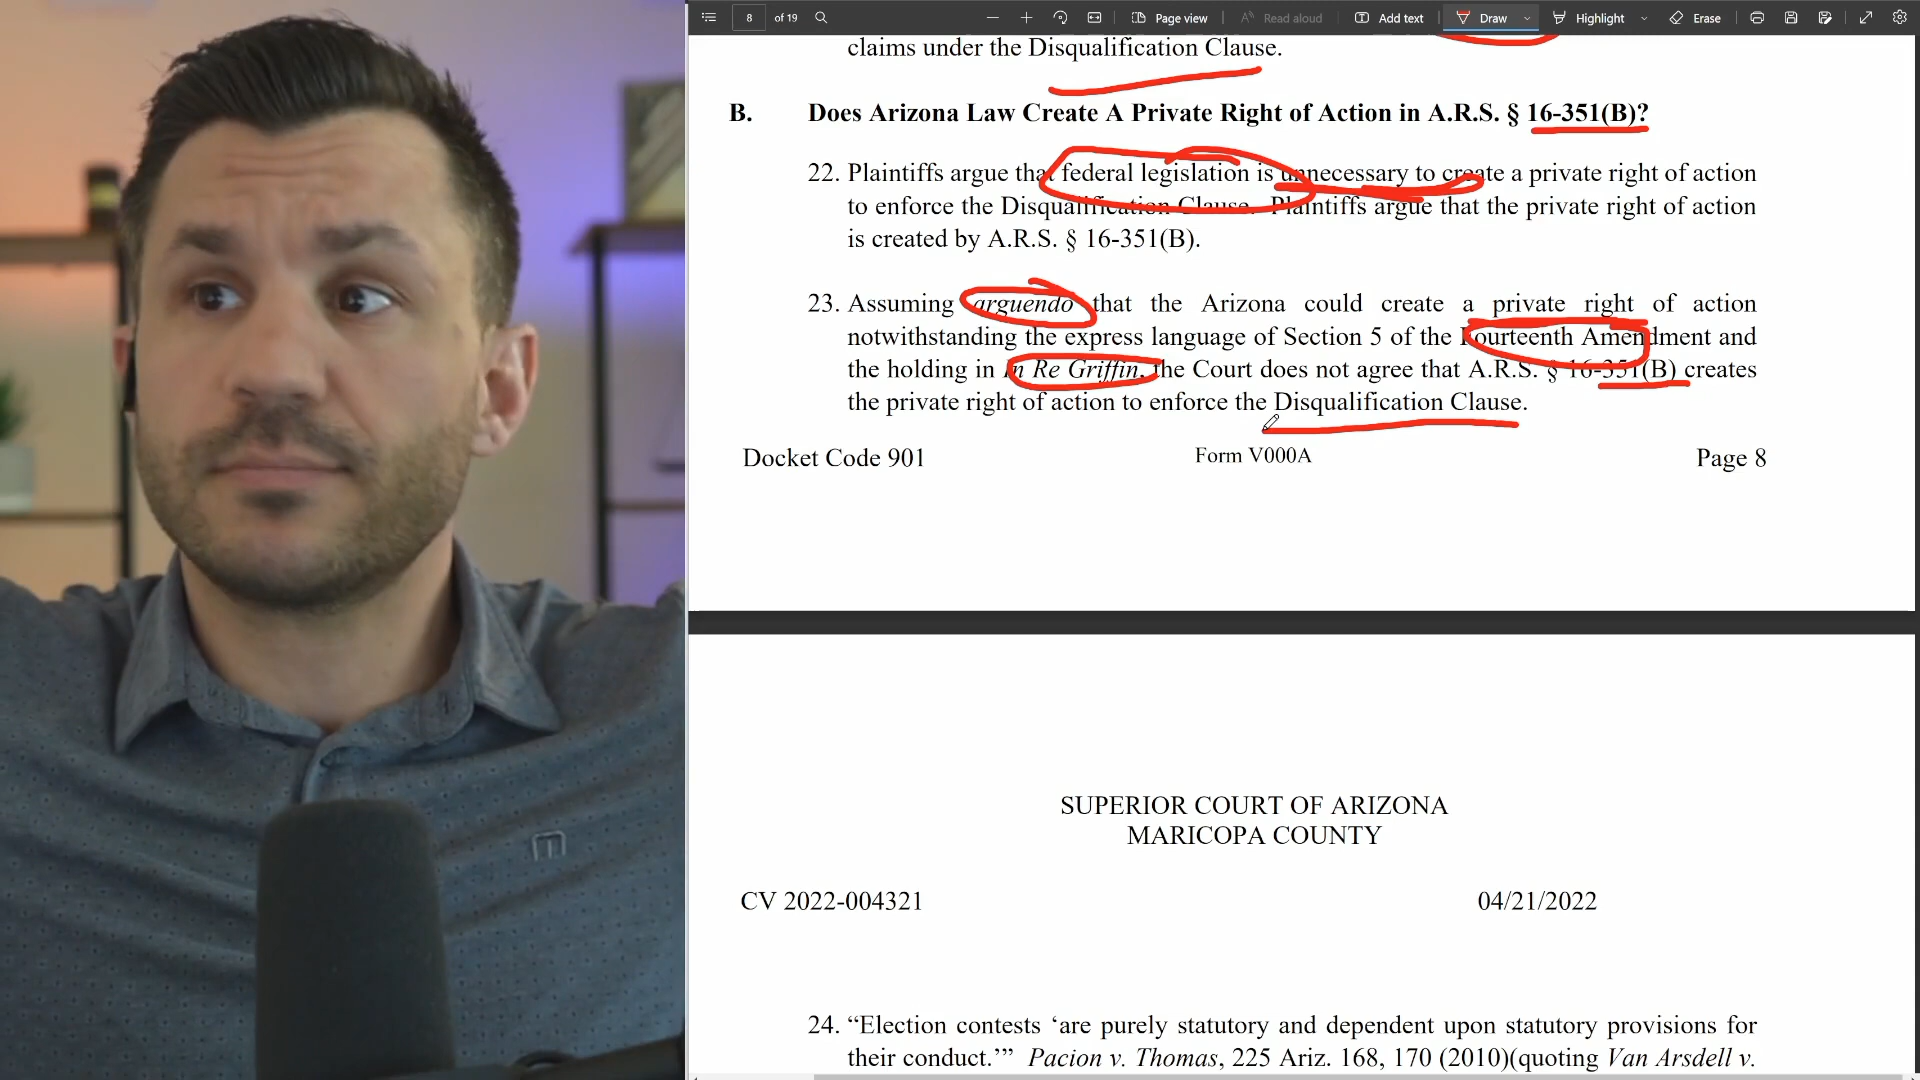 8 of 19 Page view Read aloud Add text Draw Highlight Erase
claims under the Disqualification Clause.
B. Does Arizona Law Create A Private Right of Action in A.R.S. § 16-351(B)?
22. Plaintiffs argue that federal legislation is unnecessary to create a private right of action
to enforce the Disqualification Clause. Plaintiffs argue that the private right of action
is created by A.R.S. § 16-351(B).
23. Assuming arguendo that the Arizona could create a private right of action
notwithstanding the express language of Section 5 of the Fourteenth Amendment and
the holding in In Re Griffin, the Court does not agree that A.R.S. § 16-351(B) creates
the private right of action to enforce the Disqualification Clause.
Docket Code 901 Form V000A Page 8
SUPERIOR COURT OF ARIZONA
MARICOPA COUNTY
CV 2022-004321 04/21/2022
24. “Election contests ‘are purely statutory and dependent upon statutory provisions for
their conduct.’” Pacion v. Thomas, 225 Ariz. 168, 170 (2010)(quoting Van Arsdell v.